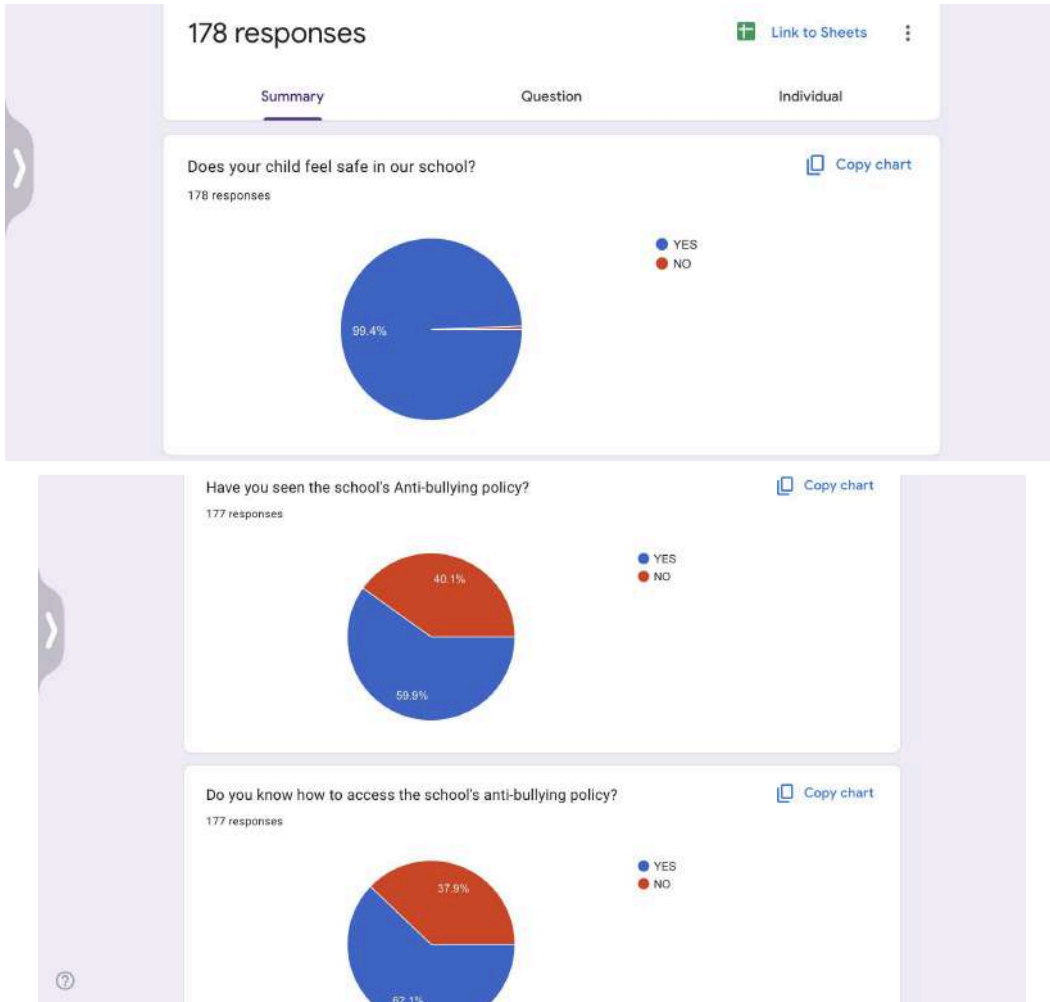 178 responses
Link to Sheets
Summary Question Individual
Does your child feel safe in our school?
Copy chart
178 responses
YES
NO
99.4%
Have you seen the school's Anti-bullying policy?
Copy chart
177 responses
YES
NO
40.1%
59.9%
Do you know how to access the school's anti-bullying policy?
Copy chart
177 responses
YES
NO
37.9%
62.1%